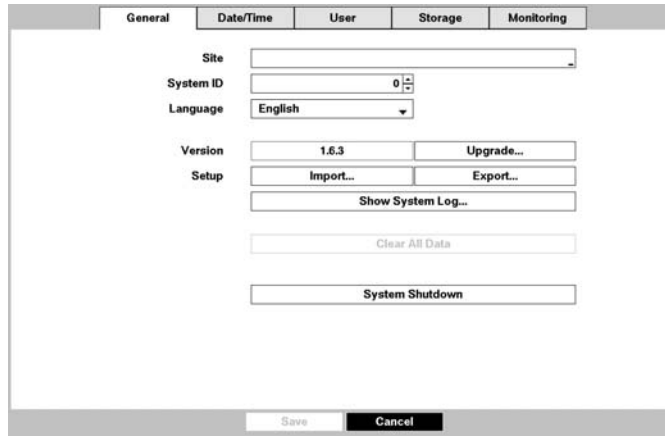 General Date/Time User Storage Monitoring
Site
System ID 0
Language English
Version 1.6.3 Upgrade...
Setup Import... Export...
Show System Log...
Clear All Data
System Shutdown
Save Cancel